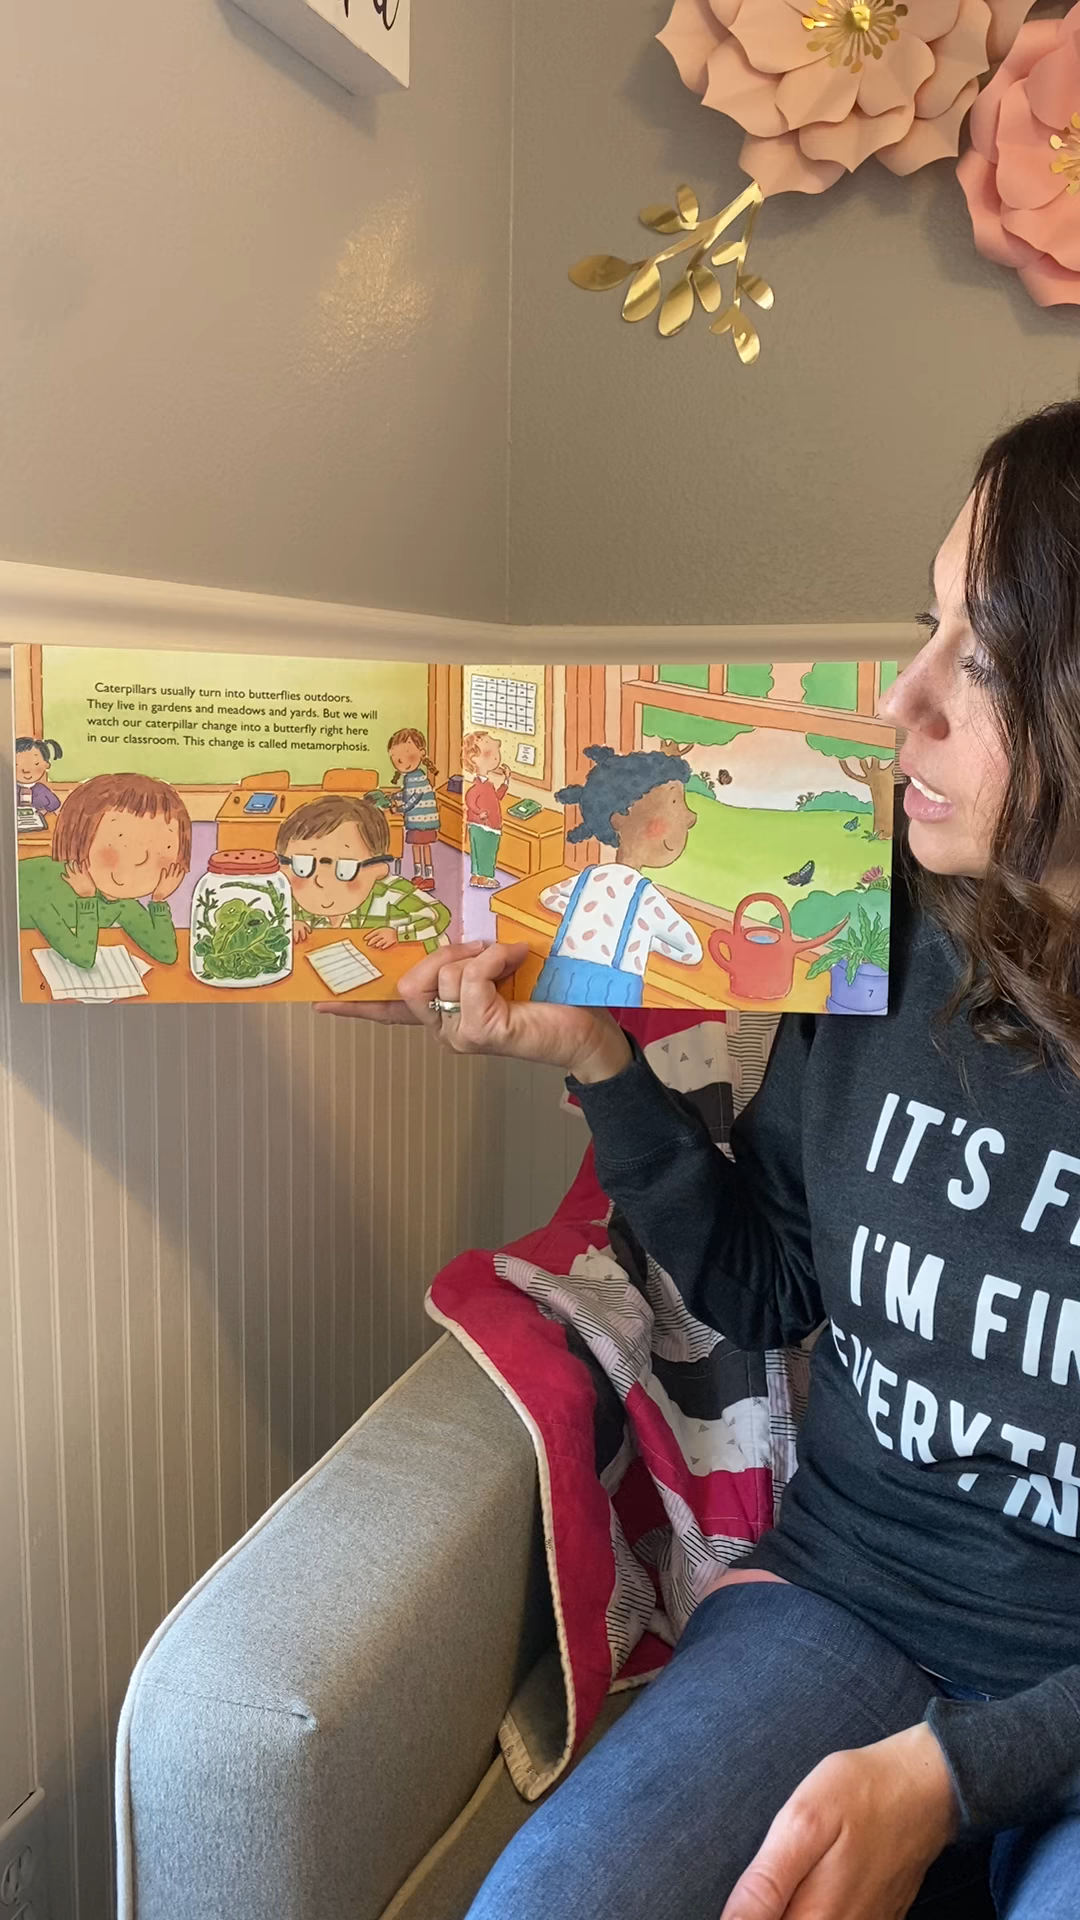 Caterpillars usually turn into butterflies outdoors.
They live in gardens and meadows and yards. But we will
watch our caterpillar change into a butterfly right here
in our classroom. This change is called metamorphosis.
6
7
IT'S
I'M